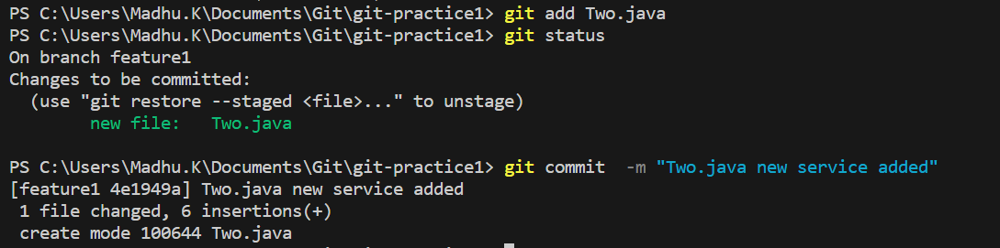 PS C:\Users\Madhu.K\Documents\Git\git-practice1> git add Two.java
PS C:\Users\Madhu.K\Documents\Git\git-practice1> git status
On branch feature1
Changes to be committed:
  (use "git restore --staged <file>..." to unstage)
        new file:   Two.java
PS C:\Users\Madhu.K\Documents\Git\git-practice1> git commit  -m "Two.java new service added"
[feature1 4e1949a] Two.java new service added
 1 file changed, 6 insertions(+)
 create mode 100644 Two.java